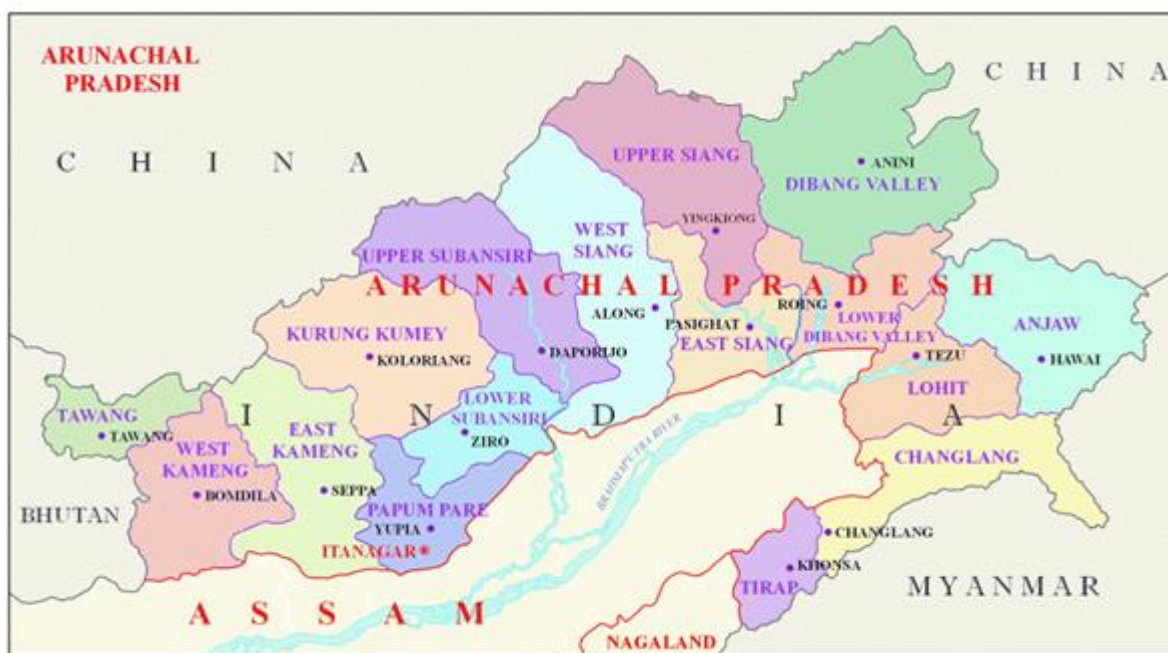 ARUNACHAL
PRADESH
C H I N A
C H I N A
UPPER SIANG
ANINI
DIBANG VALLEY
YINGKIONG
WEST
SIANG
UPPER SUBANSIRI
A R U N A C H A L P R A D E S H
ALONG
ROING
LOWER
DIBANG VALLEY
PASIGHAT
EAST SIANG
ANJAW
HAWAI
KURUNG KUMEY
KOLORIANG
DAPORIJO
TEZU
LOHIT
LOWER
SUBANSIRI
ZIRO
I N D I A
TAWANG
TAWANG
WEST
KAMENG
BOMDILA
EAST
KAMENG
SEPPA
CHANGLANG
BRAHMAPUTRA RIVER
BHUTAN
PAPUM PARE
YUPIA
ITANAGAR
CHANGLANG
KHONSA
TIRAP
MYANMAR
A S S A M
NAGALAND